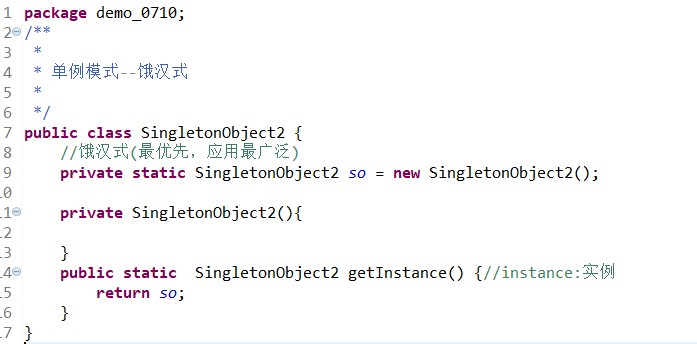 1 package demo_0710;
2 /**
3  *
4  * 单例模式--饿汉式
5  *
6  */
7 public class SingletonObject2 {
8     //饿汉式(最优先，应用最广泛)
9     private static SingletonObject2 so = new SingletonObject2();
10
11     private SingletonObject2(){
12
13     }
14     public static  SingletonObject2 getInstance() {//instance:实例
15         return so;
16     }
17 }